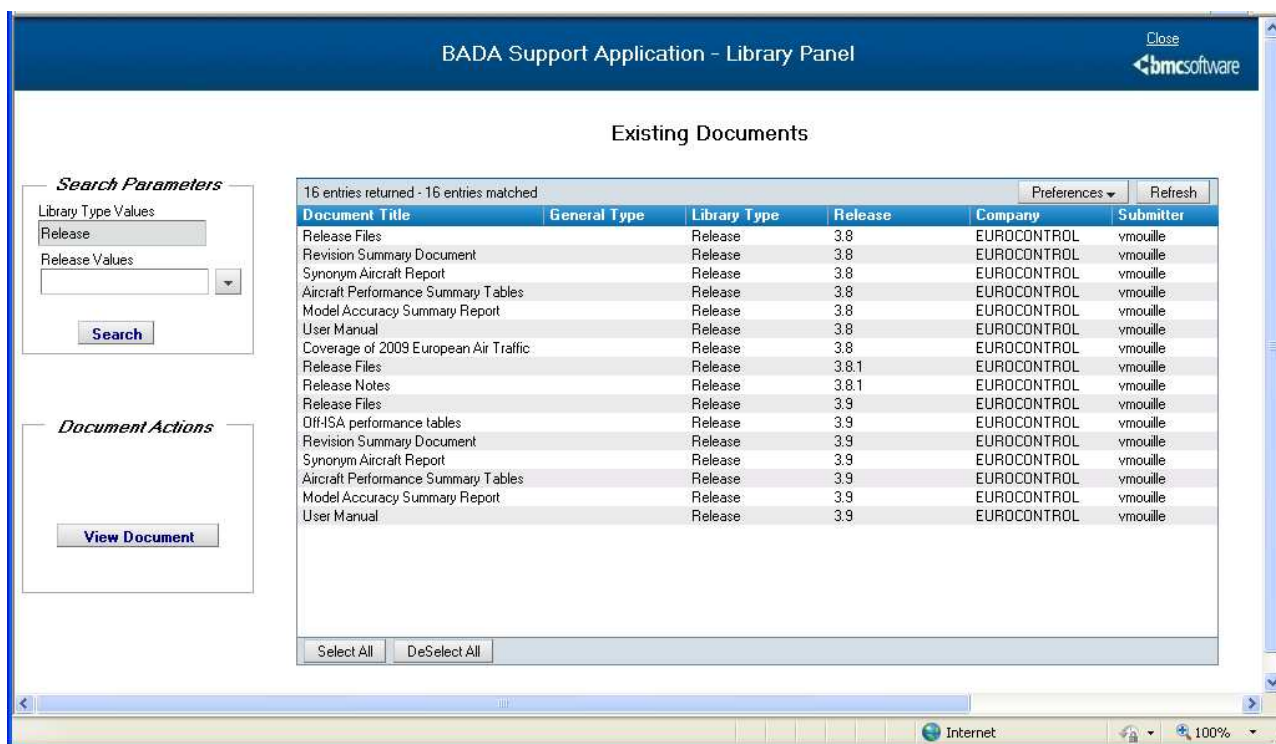 BADA Support Application - Library Panel
Close
bmcsoftware
Existing Documents
Search Parameters
Library Type Values
Release
Release Values
Search
Document Actions
View Document
16 entries returned - 16 entries matched Preferences Refresh
Document Title General Type Library Type Release Company Submitter
Release Files Release 3.8 EUROCONTROL vmouille
Revision Summary Document Release 3.8 EUROCONTROL vmouille
Synonym Aircraft Report Release 3.8 EUROCONTROL vmouille
Aircraft Performance Summary Tables Release 3.8 EUROCONTROL vmouille
Model Accuracy Summary Report Release 3.8 EUROCONTROL vmouille
User Manual Release 3.8 EUROCONTROL vmouille
Coverage of 2009 European Air Traffic Release 3.8 EUROCONTROL vmouille
Release Files Release 3.8.1 EUROCONTROL vmouille
Release Notes Release 3.8.1 EUROCONTROL vmouille
Release Files Release 3.9 EUROCONTROL vmouille
Off-ISA performance tables Release 3.9 EUROCONTROL vmouille
Revision Summary Document Release 3.9 EUROCONTROL vmouille
Synonym Aircraft Report Release 3.9 EUROCONTROL vmouille
Aircraft Performance Summary Tables Release 3.9 EUROCONTROL vmouille
Model Accuracy Summary Report Release 3.9 EUROCONTROL vmouille
User Manual Release 3.9 EUROCONTROL vmouille
Select All DeSelect All
Internet 100%